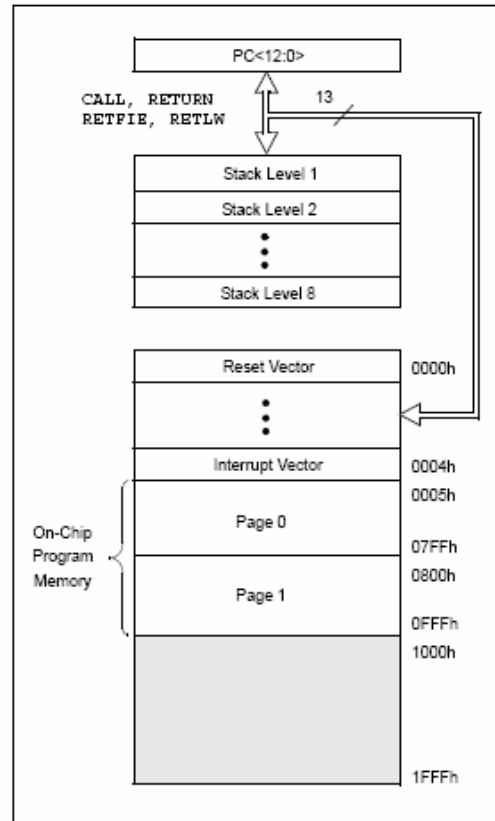 PC<12:0>
CALL, RETURN
RETFIE, RETLW
13
Stack Level 1
Stack Level 2
Stack Level 8
Reset Vector
0000h
Interrupt Vector
0004h
0005h
On-Chip
Program
Memory
Page 0
07FFh
0800h
Page 1
0FFFh
1000h
1FFFh